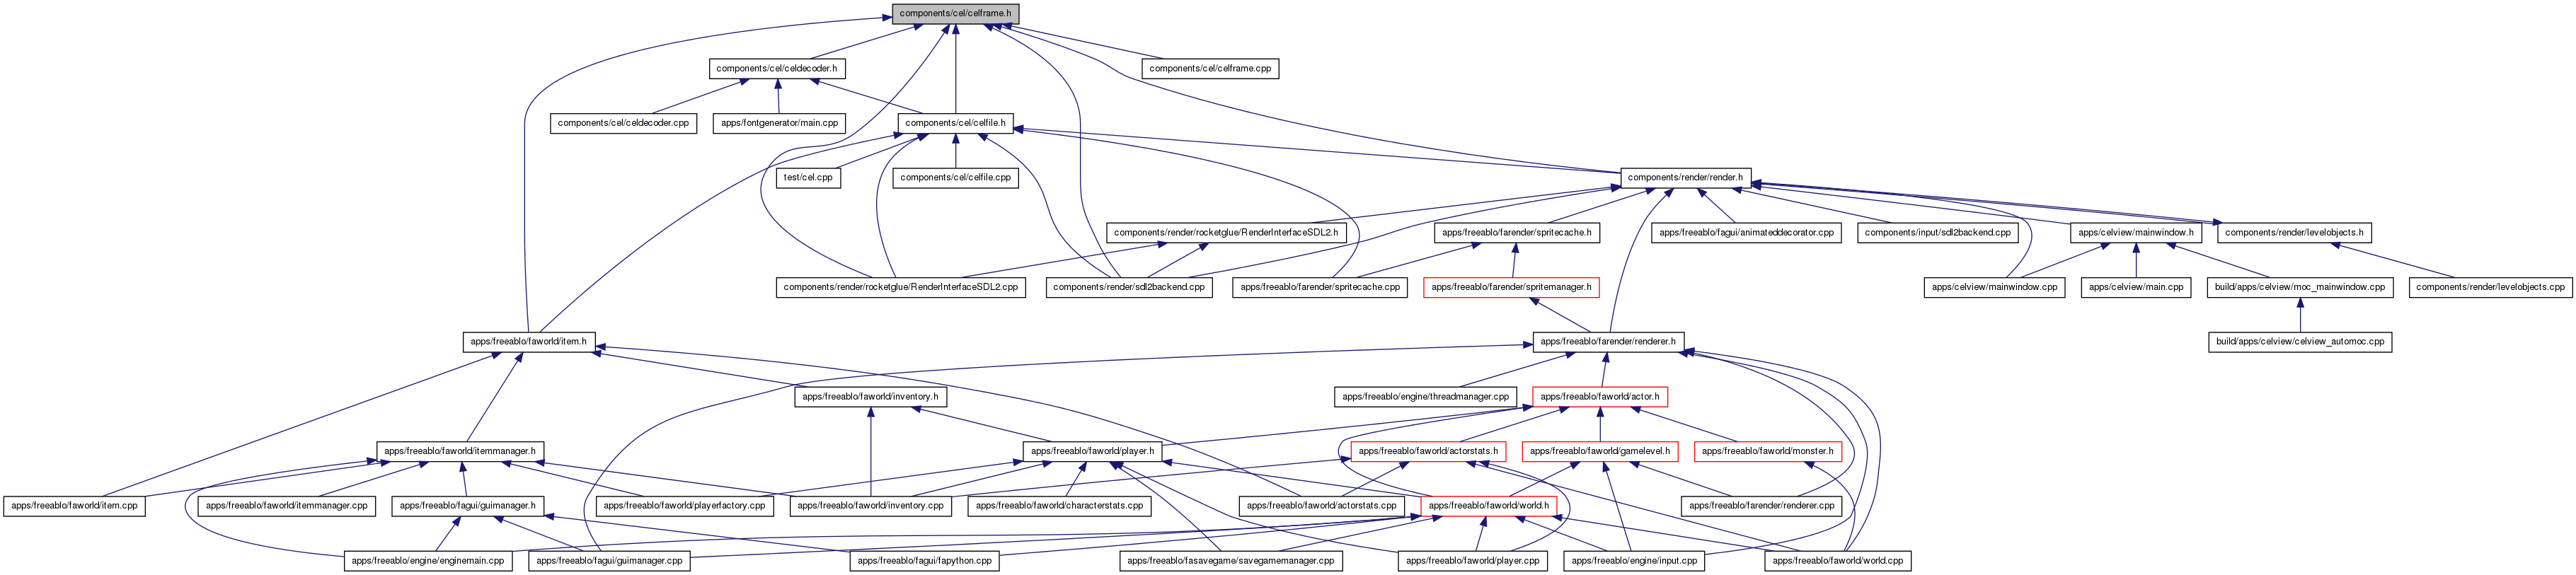 components/cel/celframe.h
components/cel/celdecoder.h
components/cel/celframe.cpp
components/cel/celdecoder.cpp
apps/fontgenerator/main.cpp
components/cel/celfile.h
test/cel.cpp
components/cel/celfile.cpp
components/render/render.h
components/render/rocketglue/RenderInterfaceSDL2.h
apps/freeablo/farender/spritecache.h
apps/freeablo/fagui/animateddecorator.cpp
components/input/sdl2backend.cpp
apps/celview/mainwindow.h
components/render/levelobjects.h
components/render/rocketglue/RenderInterfaceSDL2.cpp
components/render/sdl2backend.cpp
apps/freeablo/farender/spritecache.cpp
apps/freeablo/farender/spritemanager.h
apps/celview/mainwindow.cpp
apps/celview/main.cpp
build/apps/celview/moc_mainwindow.cpp
components/render/levelobjects.cpp
apps/freeablo/faworld/item.h
apps/freeablo/farender/renderer.h
build/apps/celview/celview_automoc.cpp
apps/freeablo/faworld/inventory.h
apps/freeablo/engine/threadmanager.cpp
apps/freeablo/faworld/actor.h
apps/freeablo/faworld/itemmanager.h
apps/freeablo/faworld/player.h
apps/freeablo/faworld/actorstats.h
apps/freeablo/faworld/gamelevel.h
apps/freeablo/faworld/monster.h
apps/freeablo/faworld/item.cpp
apps/freeablo/faworld/itemmanager.cpp
apps/freeablo/fagui/guimanager.h
apps/freeablo/faworld/playerfactory.cpp
apps/freeablo/faworld/inventory.cpp
apps/freeablo/faworld/characterstats.cpp
apps/freeablo/faworld/actorstats.cpp
apps/freeablo/faworld/world.h
apps/freeablo/farender/renderer.cpp
apps/freeablo/engine/enginemain.cpp
apps/freeablo/fagui/guimanager.cpp
apps/freeablo/fagui/fapython.cpp
apps/freeablo/fasavegame/savegamemanager.cpp
apps/freeablo/faworld/player.cpp
apps/freeablo/engine/input.cpp
apps/freeablo/faworld/world.cpp